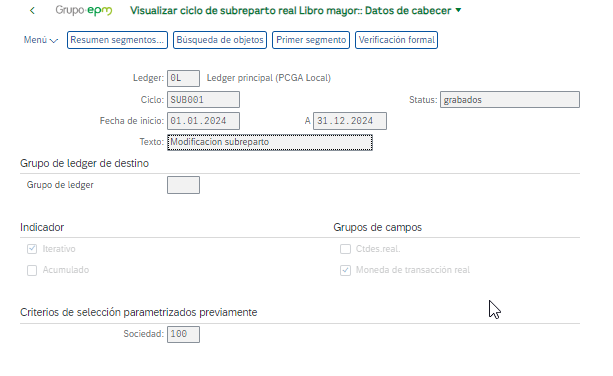 Grupo·epm Visualizar ciclo de subreparto real Libro mayor:: Datos de cabecer
Menú Resumen segmentos... Búsqueda de objetos Primer segmento Verificación formal
Ledger: 0L Ledger principal (PCGA Local)
Ciclo: SUB001 Status: grabados
Fecha de inicio: 01.01.2024 A 31.12.2024
Texto: Modificacion subreparto
Grupo de ledger de destino
Grupo de ledger
Indicador Grupos de campos
Iterativo Ctdes.real.
Acumulado Moneda de transacción real
Criterios de selección parametrizados previamente
Sociedad: 100